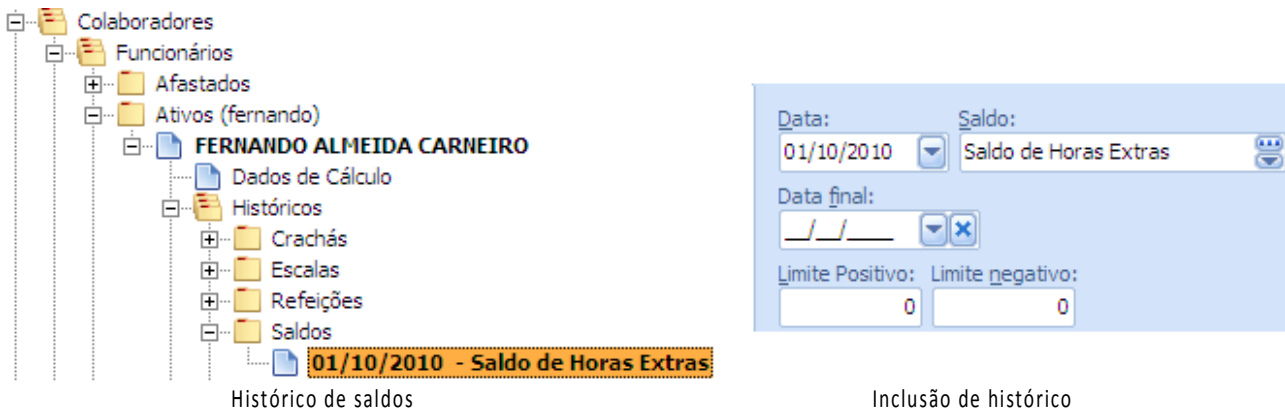 Colaboradores
Funcionários
Afastados
Ativos (fernando)
FERNANDO ALMEIDA CARNEIRO
Dados de Cálculo
Históricos
Crachás
Escalas
Refeições
Saldos
01/10/2010 - Saldo de Horas Extras
Histórico de saldos
Data: Saldo:
01/10/2010 Saldo de Horas Extras
Data final:
__/__/____
Limite Positivo: Limite negativo:
0 0
Inclusão de histórico